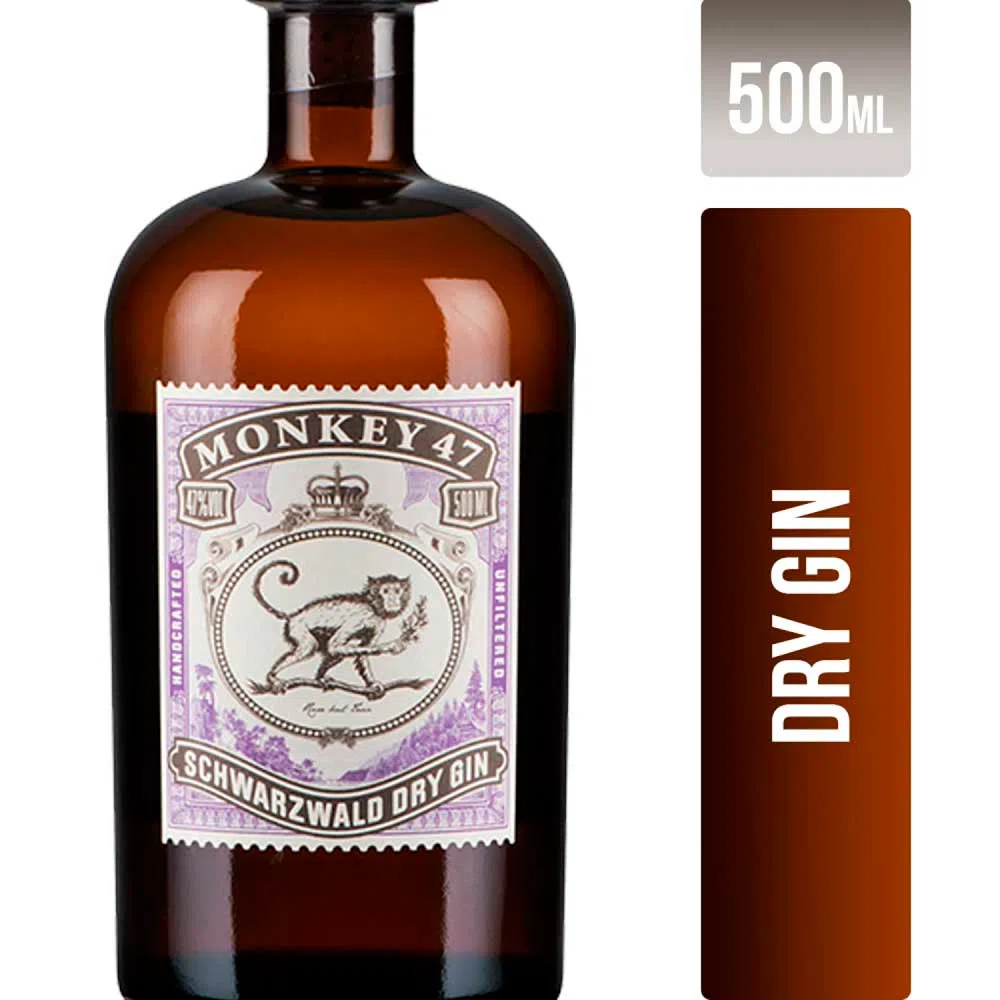 MONKEY 47
47%VOL
500 ML
HANDCRAFTED
UNFILTERED
SCHWARZWALD DRY GIN
500ML
DRY GIN